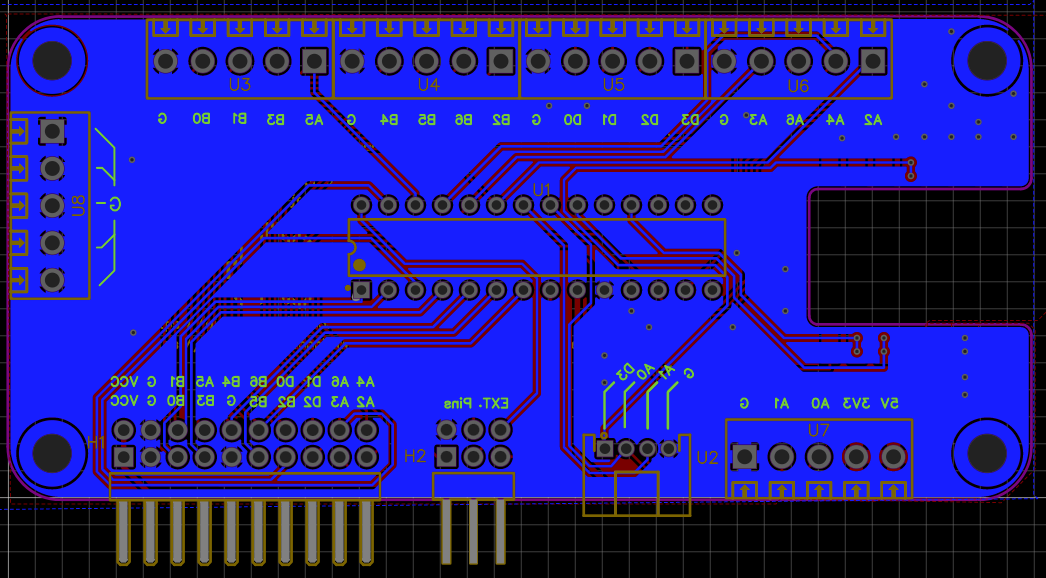 U3 U4 U5 U6
G B0 B1 B3 A5 G B4 B5 B6 B2 G D0 D1 D2 D3 G A3 A6 A4 A2
U1
U8
G
VCC G B1 A5 B4 B6 D0 D1 A6 A4
VCC G B0 B3 G B5 B2 D2 A3 A2
EXT. Pins
D3 A0 A1 G
G A1 A0 3V3 5V
H1
H2
U2
U7